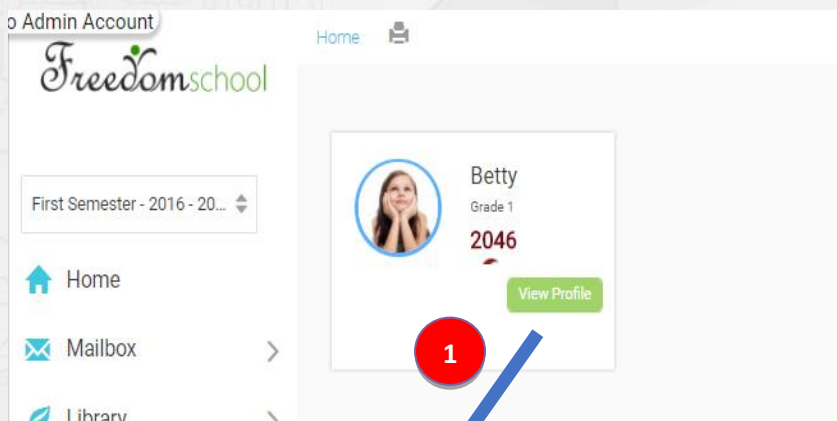 o Admin Account
Freedomschool
Home
First Semester - 2016 - 20...
Home
Mailbox
Library
Betty
Grade 1
2046
View Profile
1